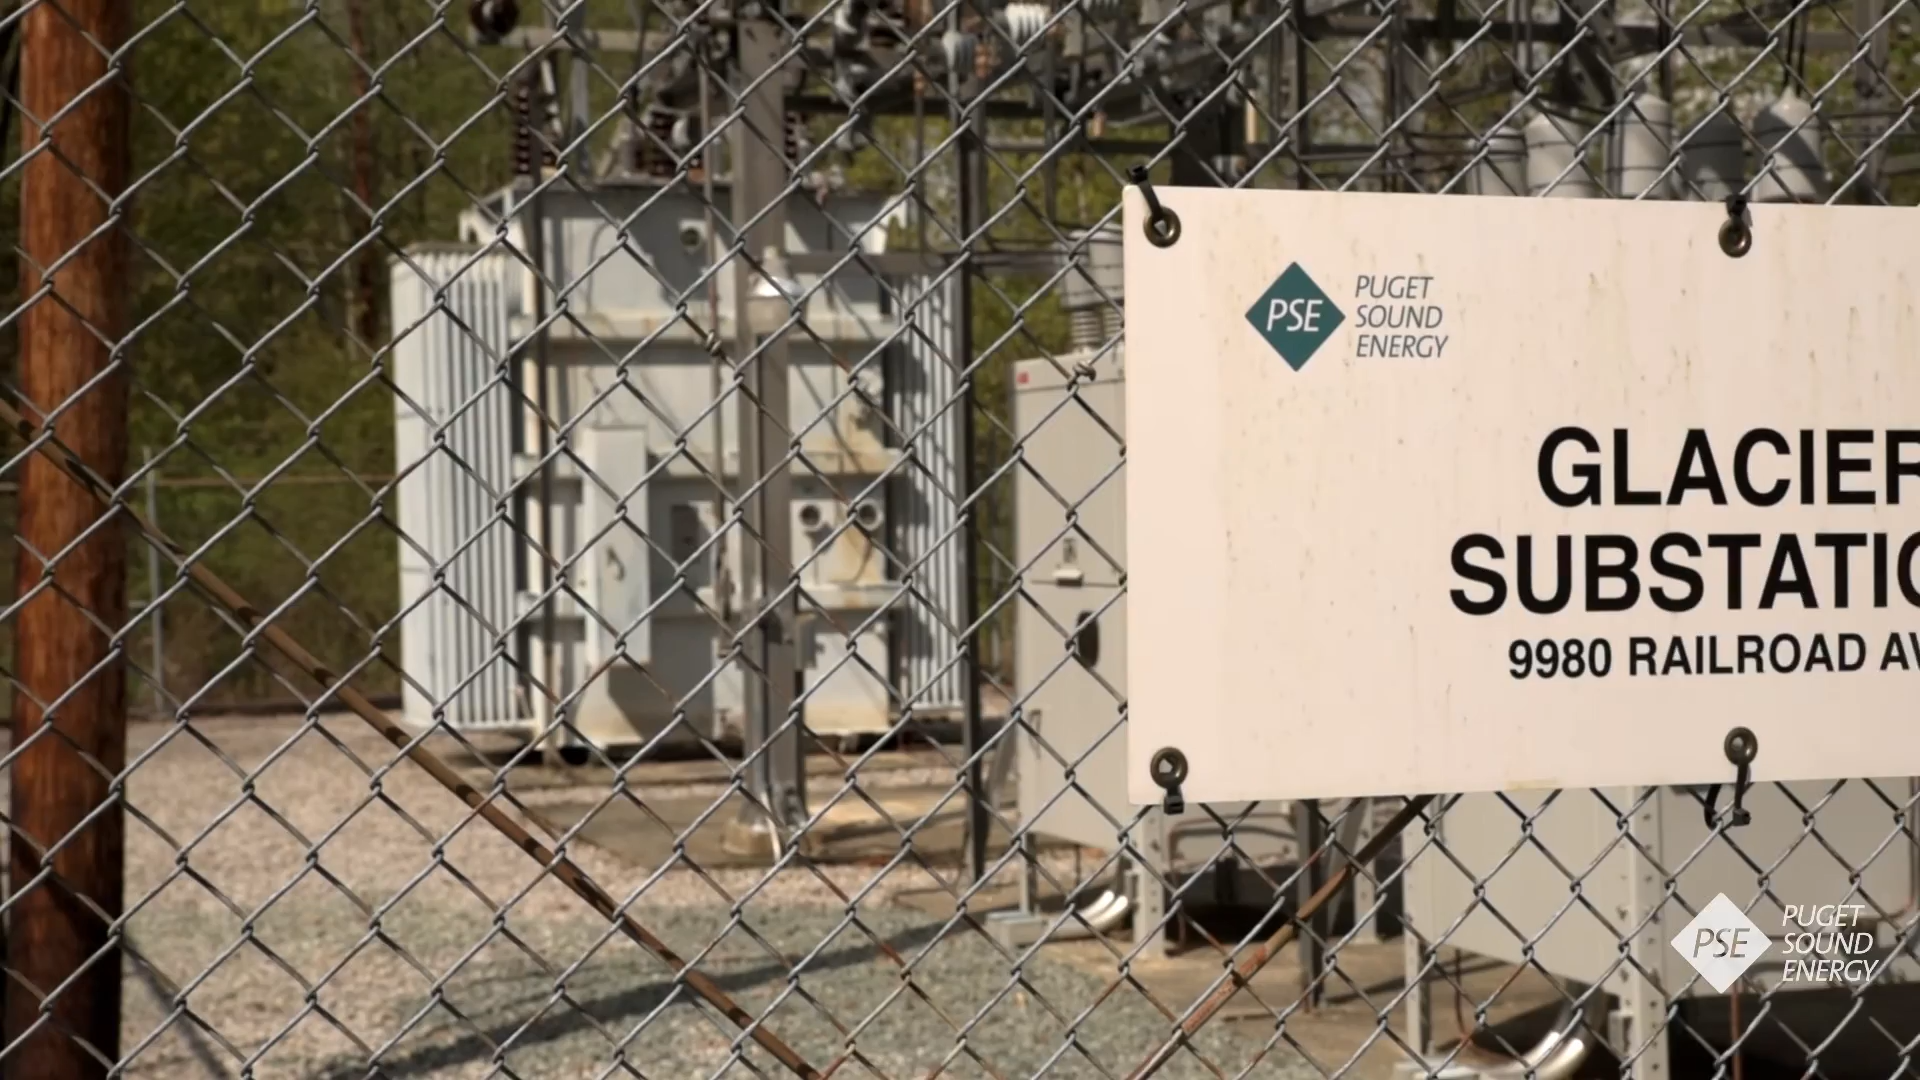 PSE
PUGET
SOUND
ENERGY
GLACIER
SUBSTATIO
9980 RAILROAD AV
PSE
PUGET
SOUND
ENERGY